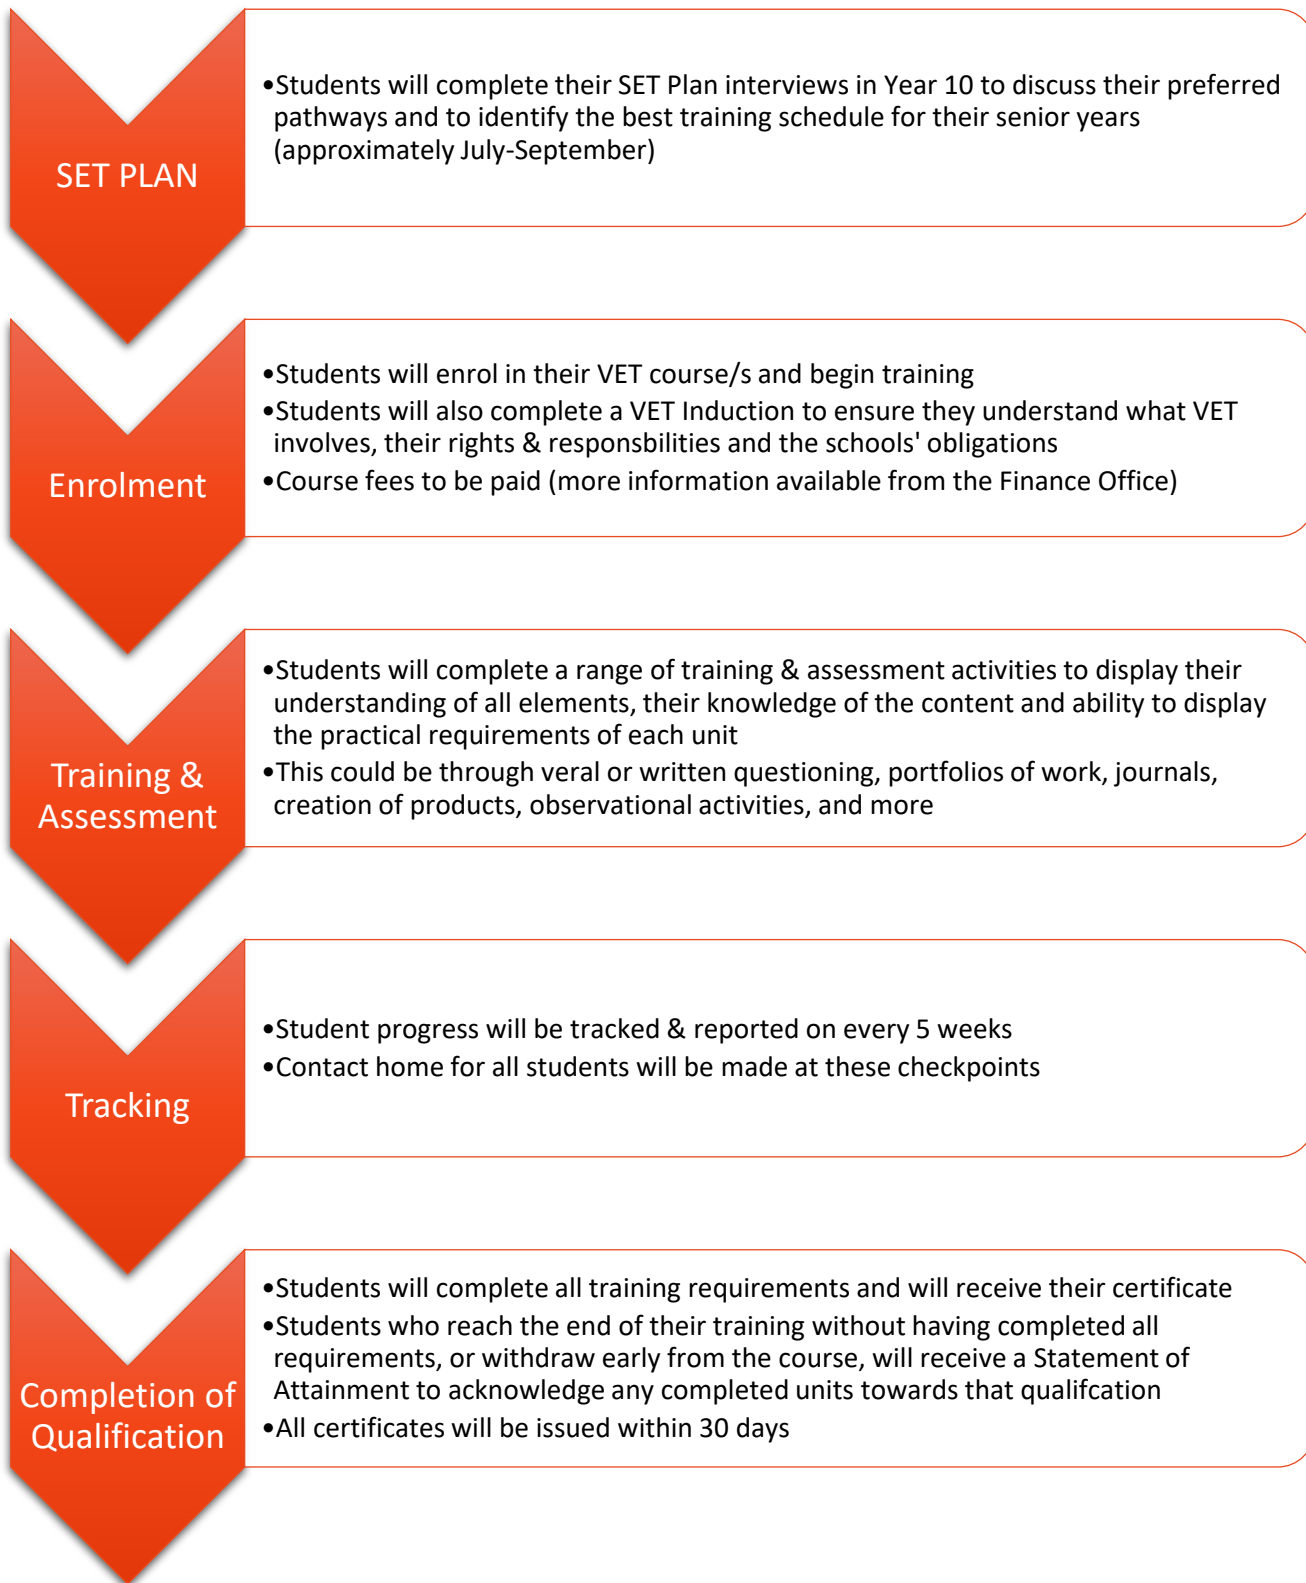 SET PLAN
•Students will complete their SET Plan interviews in Year 10 to discuss their preferred
pathways and to identify the best training schedule for their senior years
(approximately July-September)
Enrolment
•Students will enrol in their VET course/s and begin training
•Students will also complete a VET Induction to ensure they understand what VET
involves, their rights & responsbilities and the schools' obligations
•Course fees to be paid (more information available from the Finance Office)
Training &
Assessment
•Students will complete a range of training & assessment activities to display their
understanding of all elements, their knowledge of the content and ability to display
the practical requirements of each unit
•This could be through veral or written questioning, portfolios of work, journals,
creation of products, observational activities, and more
Tracking
•Student progress will be tracked & reported on every 5 weeks
•Contact home for all students will be made at these checkpoints
Completion of
Qualification
•Students will complete all training requirements and will receive their certificate
•Students who reach the end of their training without having completed all
requirements, or withdraw early from the course, will receive a Statement of
Attainment to acknowledge any completed units towards that qualifcation
•All certificates will be issued within 30 days